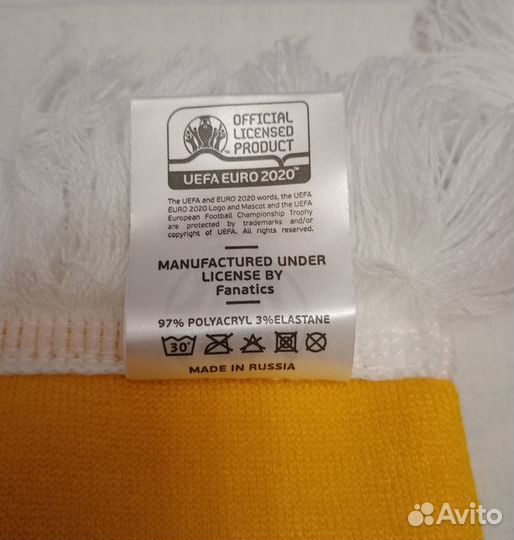 OFFICIAL
LICENSED
PRODUCT
UEFA EURO 2020™
The UEFA and EURO 2020 words, the UEFA
EURO 2020 Logo and Mascot and the UEFA
European Football Championship Trophy
are protected by trademarks and/or
copyright of UEFA. All rights reserved.
MANUFACTURED UNDER
LICENSE BY
Fanatics
97% POLYACRYL 3%ELASTANE
30°
MADE IN RUSSIA
Avito